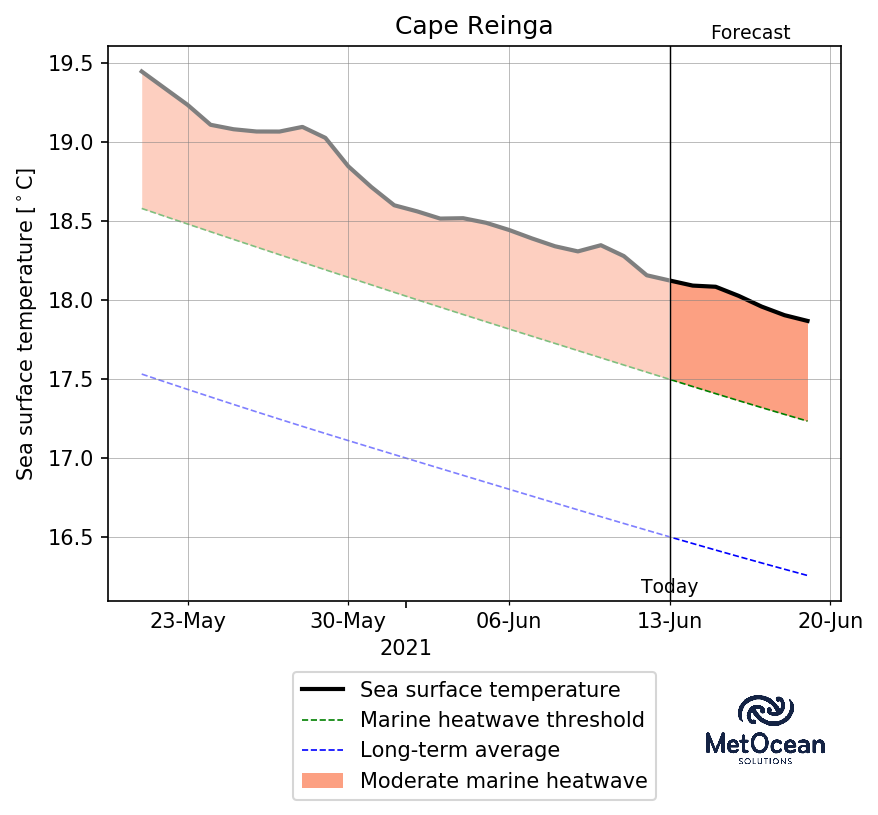 Cape Reinga
Forecast
19.5
19.0
18.5
18.0
17.5
17.0
16.5
Sea surface temperature [°C]
Today
23-May
30-May
06-Jun
13-Jun
20-Jun
2021
Sea surface temperature
Marine heatwave threshold
Long-term average
Moderate marine heatwave
MetOcean
SOLUTIONS